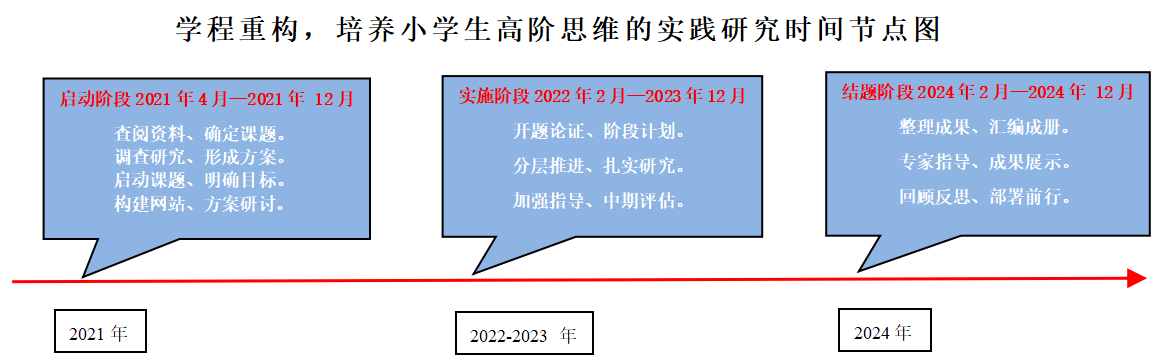 学程重构，培养小学生高阶思维的实践研究时间节点图
启动阶段 2021 年 4 月—2021 年 12 月
查阅资料、确定课题。
调查研究、形成方案。
启动课题、明确目标。
构建网站、方案研讨。
实施阶段 2022 年 2 月—2023 年 12 月
开题论证、阶段计划。
分层推进、扎实研究。
加强指导、中期评估。
结题阶段 2024 年 2 月—2024 年 12 月
整理成果、汇编成册。
专家指导、成果展示。
回顾反思、部署前行。
2021 年
2022-2023 年
2024 年